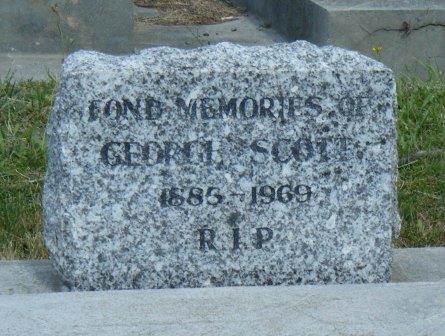 FOND MEMORIES OF
GEORGE SCOTT
1885-1969
R.I.P